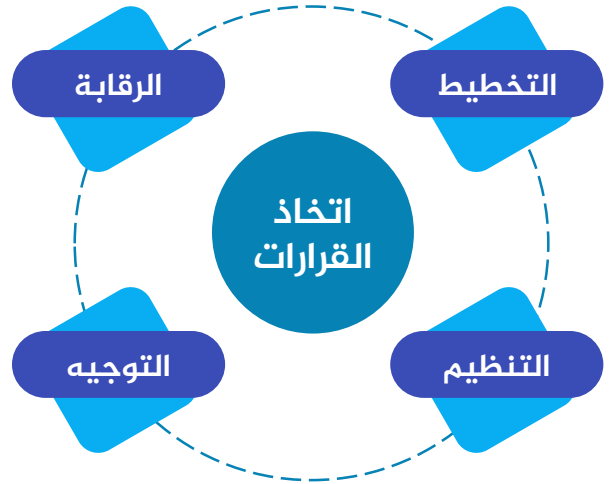 التخطيط
الرقابة
اتخاذ
القرارات
التنظيم
التوجيه